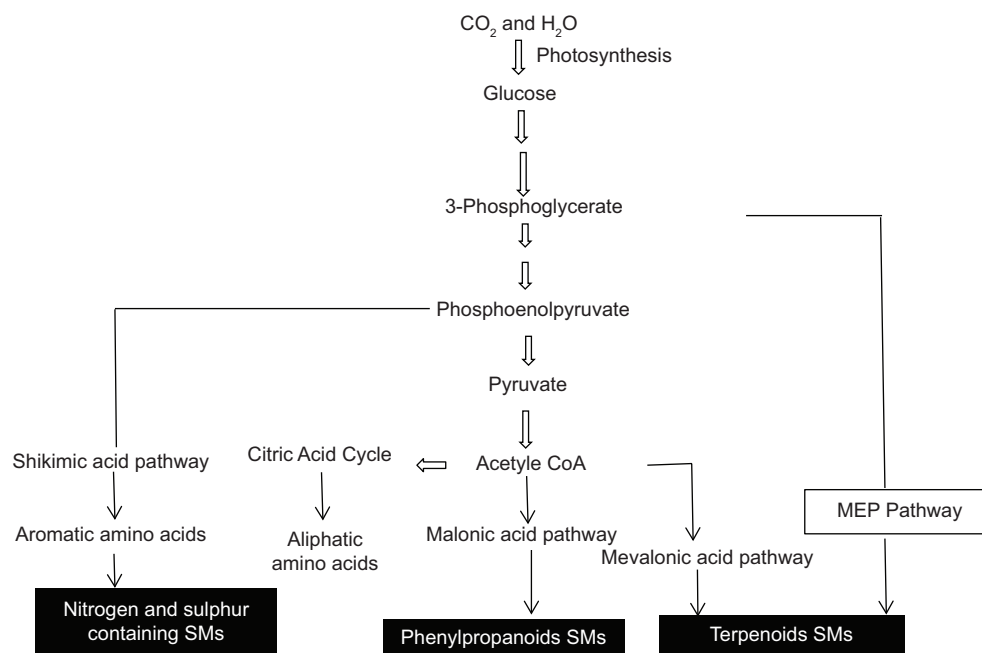 CO₂ and H₂O
Photosynthesis
Glucose
3-Phosphoglycerate
Phosphoenolpyruvate
Pyruvate
Shikimic acid pathway
Citric Acid Cycle
Acetyle CoA
MEP Pathway
Aromatic amino acids
Aliphatic
amino acids
Malonic acid pathway
Mevalonic acid pathway
Nitrogen and sulphur
containing SMs
Phenylpropanoids SMs
Terpenoids SMs